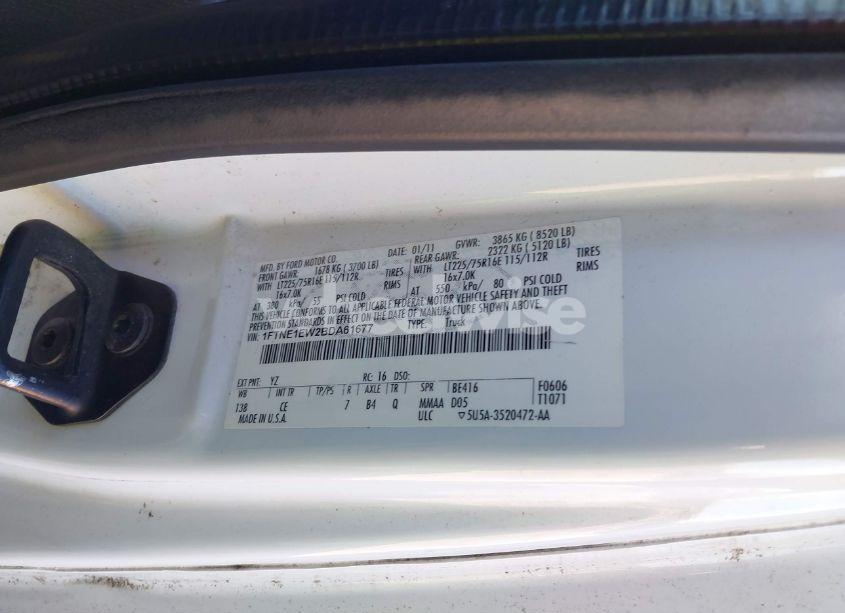 MFD. BY FORD MOTOR CO. DATE: 01/11 GVWR: 3865 KG ( 8520 LB)
FRONT GAWR: 1678 KG ( 3700 LB) REAR GAWR: 2322 KG ( 5120 LB)
WITH LT225/75R16E 115/112R TIRES WITH LT225/75R16E 115/112R TIRES
16x7.0K RIMS 16x7.0K RIMS
AT 380 kPa/ 55 PSI COLD AT 550 kPa/ 80 PSI COLD
THIS VEHICLE CONFORMS TO ALL APPLICABLE FEDERAL MOTOR VEHICLE SAFETY AND THEFT
PREVENTION STANDARDS IN EFFECT ON THE DATE OF MANUFACTURE SHOWN ABOVE.
VIN: 1FTNE1EW2BDA61677 TYPE: Truck
EXT PNT: YZ RC: 16 DSO:
WB INT TR TP/PS R AXLE TR SPR BE416 F0606
138 CE 7 B4 Q MMAA D05 T1071
MADE IN U.S.A. ULC ▽5U5A-3520472-AA